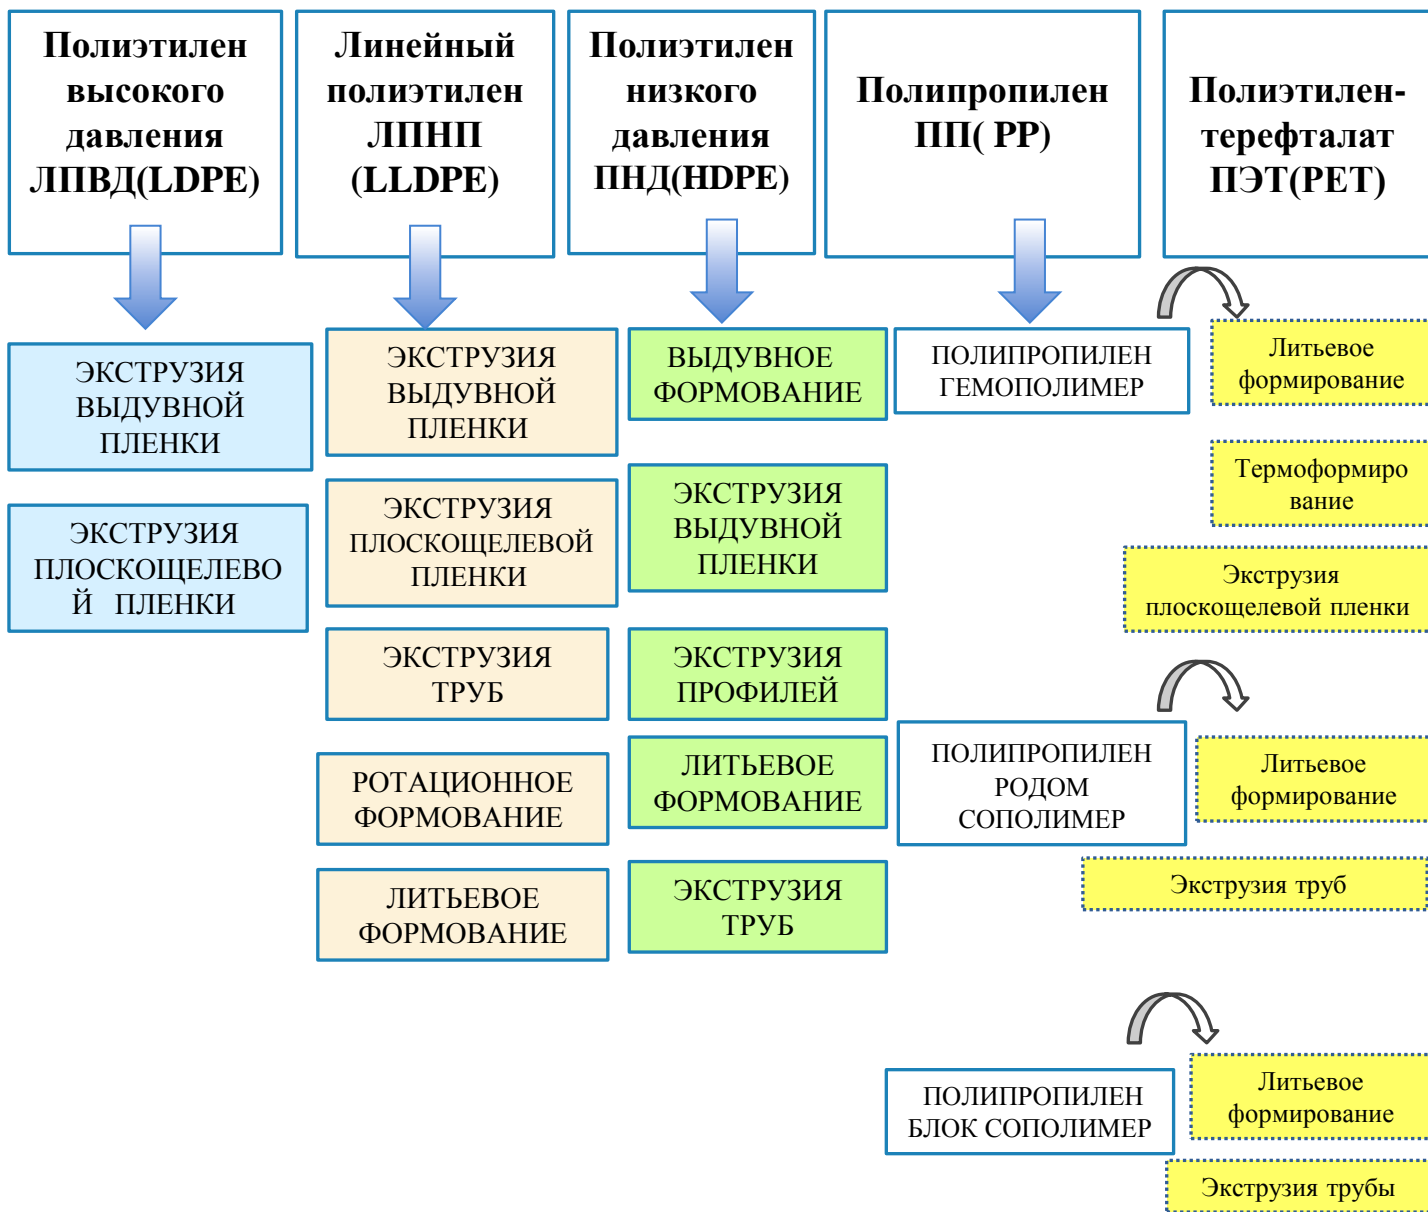 Полиэтилен
высокого
давления
ЛПВД(LDPE)
Линейный
полиэтилен
ЛПНП
(LLDPE)
Полиэтилен
низкого
давления
ПНД(HDPE)
Полипропилен
ПП( PP)
Полиэтилен-
терефталат
ПЭТ(PET)
ЭКСТРУЗИЯ
ВЫДУВНОЙ
ПЛЕНКИ
ЭКСТРУЗИЯ
ПЛОСКОЩЕЛЕВО
Й ПЛЕНКИ
ЭКСТРУЗИЯ
ВЫДУВНОЙ
ПЛЕНКИ
ЭКСТРУЗИЯ
ПЛОСКОЩЕЛЕВОЙ
ПЛЕНКИ
ЭКСТРУЗИЯ
ТРУБ
РОТАЦИОННОЕ
ФОРМОВАНИЕ
ЛИТЬЕВОЕ
ФОРМОВАНИЕ
ВЫДУВНОЕ
ФОРМОВАНИЕ
ЭКСТРУЗИЯ
ВЫДУВНОЙ
ПЛЕНКИ
ЭКСТРУЗИЯ
ПРОФИЛЕЙ
ЛИТЬЕВОЕ
ФОРМОВАНИЕ
ЭКСТРУЗИЯ
ТРУБ
ПОЛИПРОПИЛЕН
ГЕМОПОЛИМЕР
Литьевое
формирование
Термоформиро
вание
Экструзия
плоскощелевой пленки
ПОЛИПРОПИЛЕН
РОДОМ
СОПОЛИМЕР
Литьевое
формирование
Экструзия труб
ПОЛИПРОПИЛЕН
БЛОК СОПОЛИМЕР
Литьевое
формирование
Экструзия трубы